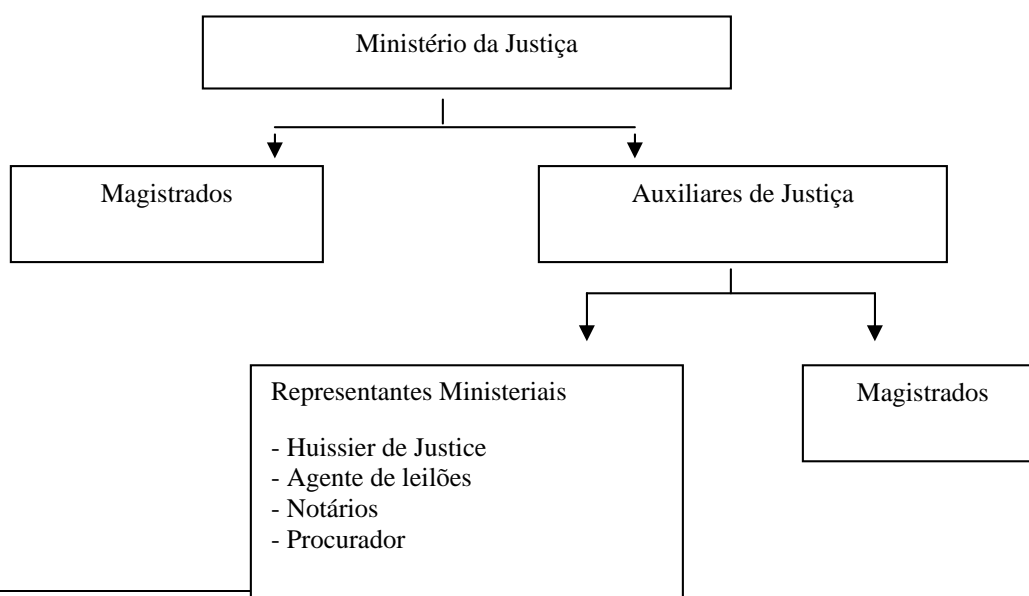 Ministério da Justiça
Magistrados
Auxiliares de Justiça
Representantes Ministeriais
- Huissier de Justice
- Agente de leilões
- Notários
- Procurador
Magistrados